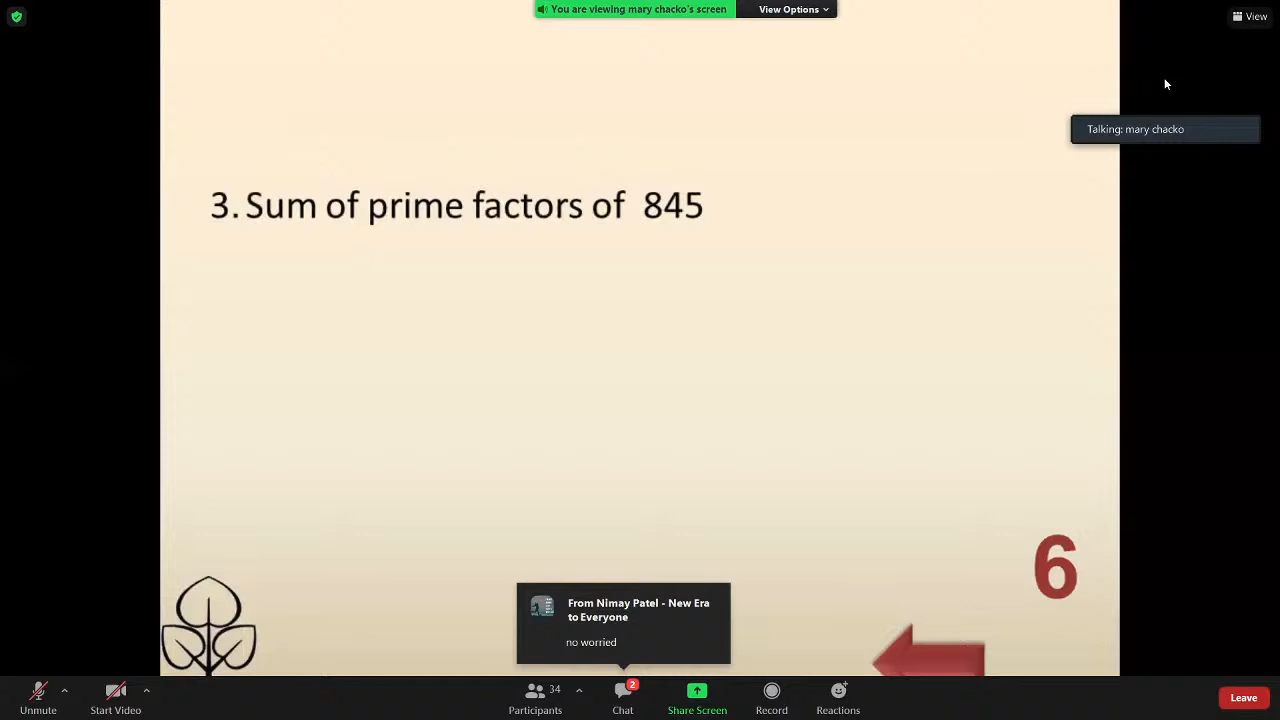 You are viewing mary chacko's screen
View Options
View
Talking: mary chacko
3. Sum of prime factors of 845
6
From Nimay Patel - New Era
to Everyone
no worried
Unmute
Start Video
34
Participants
2
Chat
Share Screen
Record
Reactions
Leave